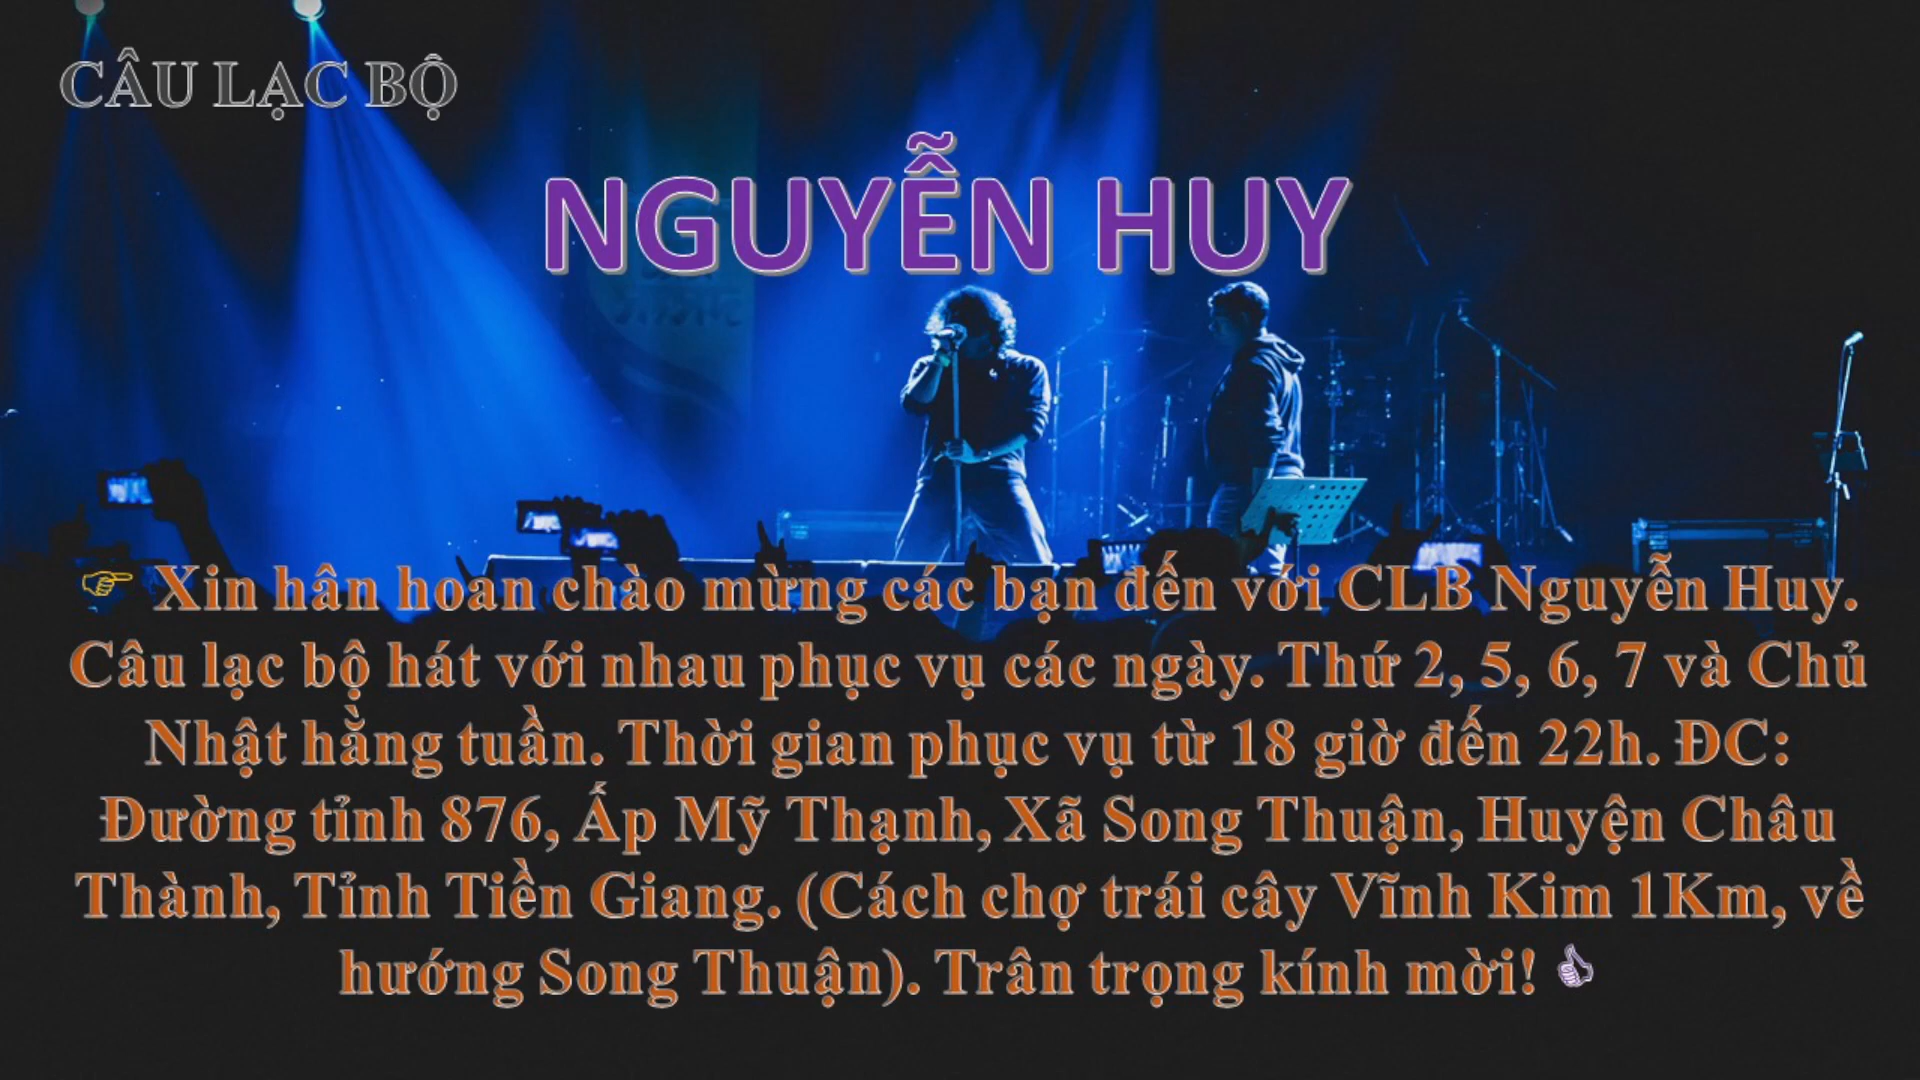 CÂU LẠC BỘ
NGUYỄN HUY
👉 Xin hân hoan chào mừng các bạn đến với CLB Nguyễn Huy.
Câu lạc bộ hát với nhau phục vụ các ngày. Thứ 2, 5, 6, 7 và Chủ
Nhật hằng tuần. Thời gian phục vụ từ 18 giờ đến 22h. ĐC:
Đường tỉnh 876, Ấp Mỹ Thạnh, Xã Song Thuận, Huyện Châu
Thành, Tỉnh Tiền Giang. (Cách chợ trái cây Vĩnh Kim 1Km, về
hướng Song Thuận). Trân trọng kính mời! 👍